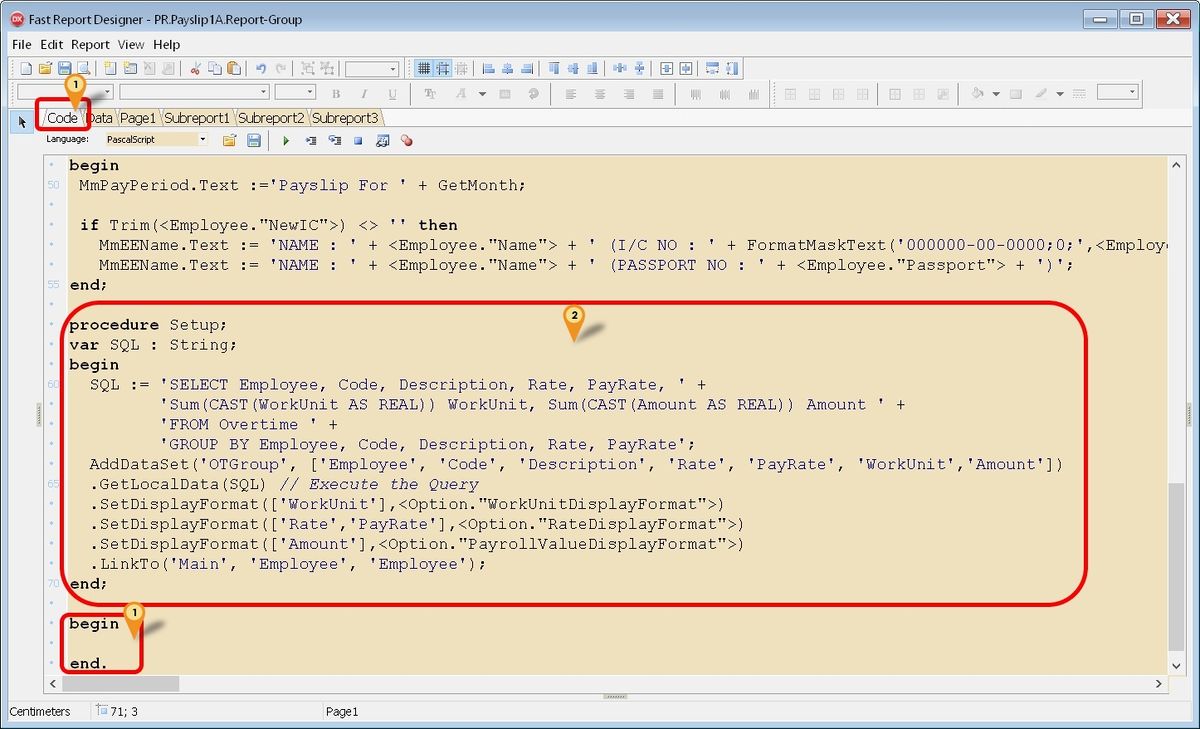 Fast Report Designer - PR.Payslip1A.Report-Group
File Edit Report View Help
1
B I U
Code Data Page1 Subreport1 Subreport2 Subreport3
Language: PascalScript
begin
50 MmPayPeriod.Text :='Payslip For ' + GetMonth;
if Trim(<Employee."NewIC">) <> '' then
MmEEName.Text := 'NAME : ' + <Employee."Name"> + ' (I/C NO : ' + FormatMaskText('000000-00-0000;0;',<Employ
MmEEName.Text := 'NAME : ' + <Employee."Name"> + ' (PASSPORT NO : ' + <Employee."Passport"> + ')';
55 end;
2
procedure Setup;
var SQL : String;
begin
60 SQL := 'SELECT Employee, Code, Description, Rate, PayRate, ' +
'Sum(CAST(WorkUnit AS REAL)) WorkUnit, Sum(CAST(Amount AS REAL)) Amount ' +
'FROM Overtime ' +
'GROUP BY Employee, Code, Description, Rate, PayRate';
AddDataSet('OTGroup', ['Employee', 'Code', 'Description', 'Rate', 'PayRate', 'WorkUnit','Amount'])
65 .GetLocalData(SQL) // Execute the Query
.SetDisplayFormat(['WorkUnit'],<Option."WorkUnitDisplayFormat">)
.SetDisplayFormat(['Rate','PayRate'],<Option."RateDisplayFormat">)
.SetDisplayFormat(['Amount'],<Option."PayrollValueDisplayFormat">)
.LinkTo('Main', 'Employee', 'Employee');
70 end;
1
begin
end.
Centimeters 71; 3 Page1